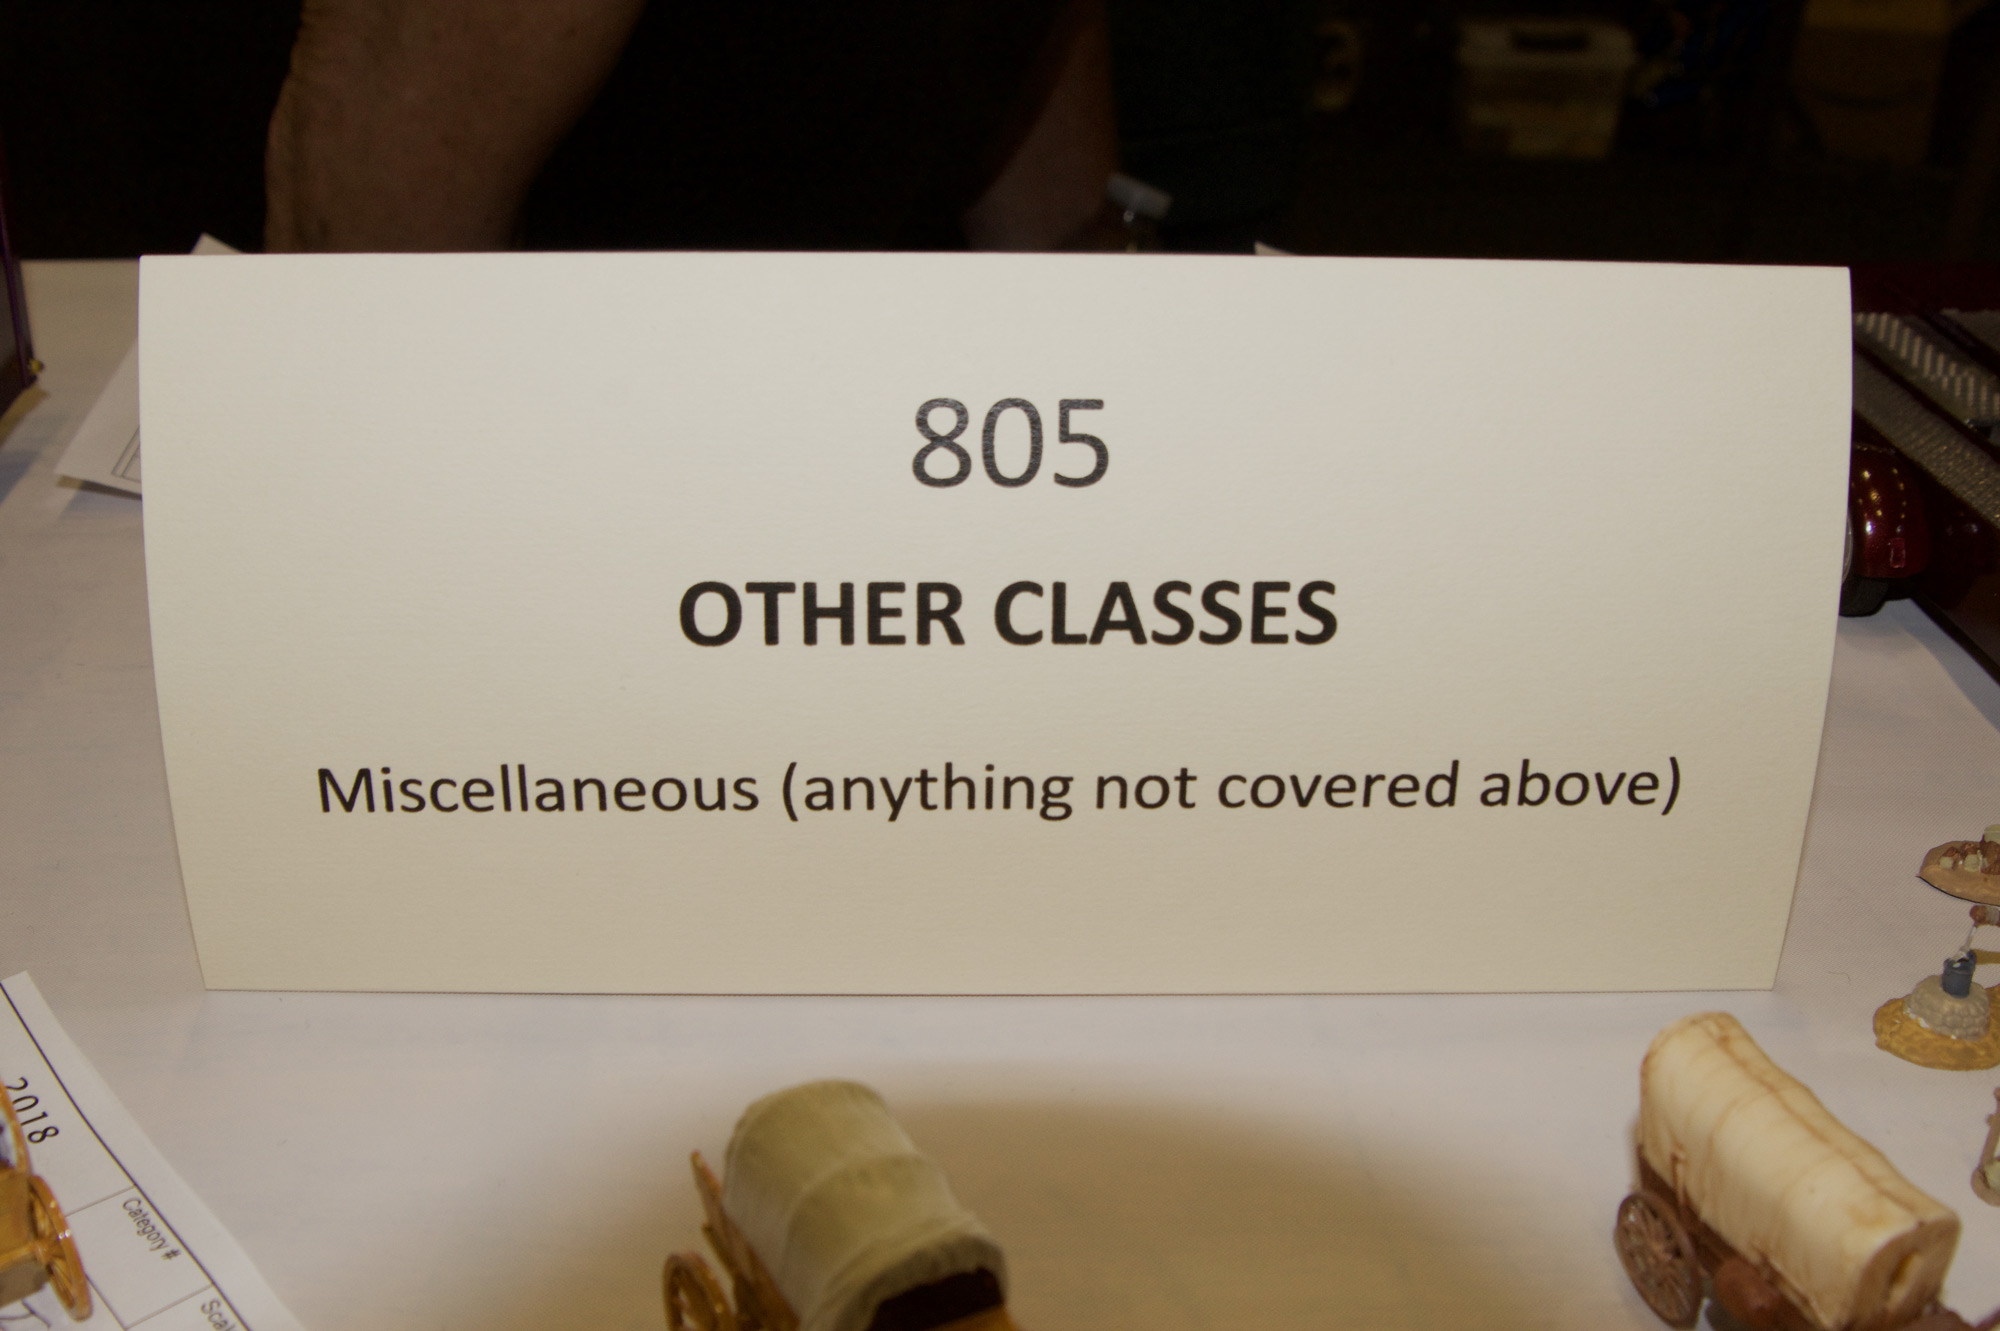 805
OTHER CLASSES
Miscellaneous (anything not covered above)
2018
Category #